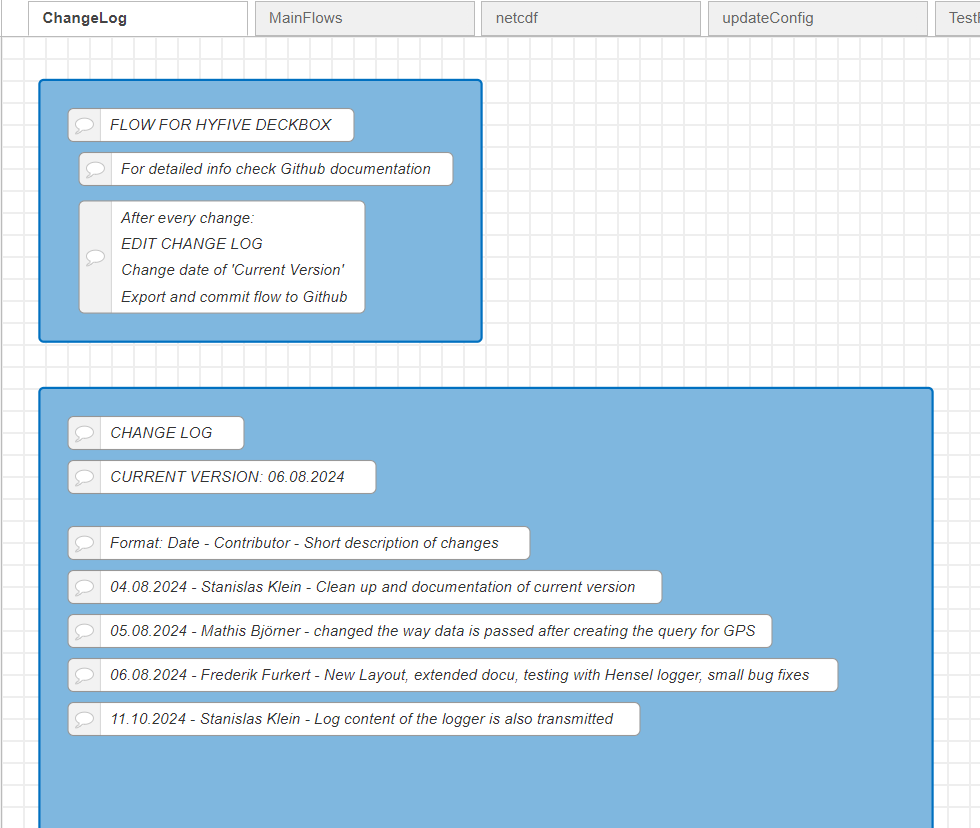 ChangeLog
MainFlows
netcdf
updateConfig
FLOW FOR HYFIVE DECKBOX
For detailed info check Github documentation
After every change:
EDIT CHANGE LOG
Change date of 'Current Version'
Export and commit flow to Github
CHANGE LOG
CURRENT VERSION: 06.08.2024
Format: Date - Contributor - Short description of changes
04.08.2024 - Stanislas Klein - Clean up and documentation of current version
05.08.2024 - Mathis Björner - changed the way data is passed after creating the query for GPS
06.08.2024 - Frederik Furkert - New Layout, extended docu, testing with Hensel logger, small bug fixes
11.10.2024 - Stanislas Klein - Log content of the logger is also transmitted